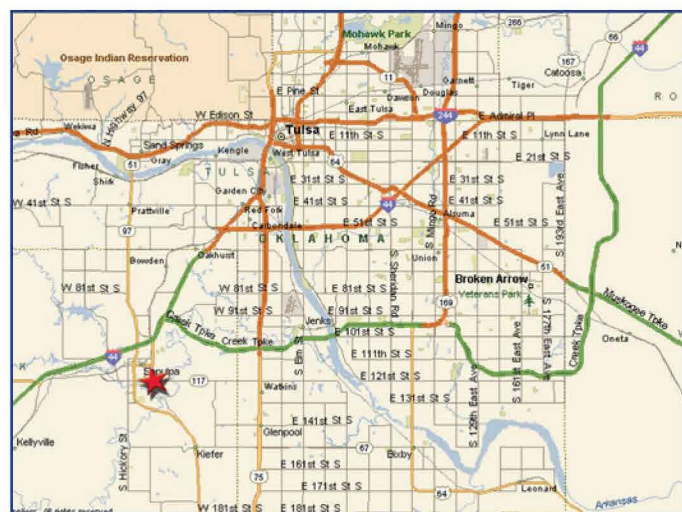 Mohawk Park
Mohawk
Mingo
266
66
44
Osage Indian Reservation
OSAGE
N Highway 97
167
Catoosa
11
Garnett
Tiger
E Pine St
Dawson
Douglas
W Edison St
East Tulsa
244
E Admiral Pl
Wekiwa
Tulsa
E 11th St S
E 11th St S
Lynn Lane
Sand Springs
Fisher
51
Gray
Kengle
West Tulsa
64
E 21st St S
Shirk
TULSA
E 31st St S
E 31st St S
W 41st St S
Garden City
E 41st St S
44
E 41st St S
Prattville
Red Fork
E 51st St S
Alsuma
E 51st St S
S 193rd East Ave
Carbondale
S Mingo Rd
97
OKLAHOMA
Oakhurst
Union
Bowden
S Sheridan Rd
51
W 81st St S
W 81st St S
E 81st St S
Broken Arrow
Veterans Park
Muskogee Tpke
W 91st St S
E 91st St S
169
Creek Tpke
Jenks
E 101st St S
S 177th East Ave
Creek Tpke
Oneta
Creek Tpke
S Elm St
E 111th St S
S 161st East Ave
44
Sapulpa
117
E 121st St S
S 129th East Ave
Watkins
E 131st St S
E 141st St S
Kellyville
S Hickory St
Glenpool
67
Kiefer
Bixby
E 161st St S
75
E 171st St S
64
Leonard
W 181st St S
E 181st St S
Arkansas